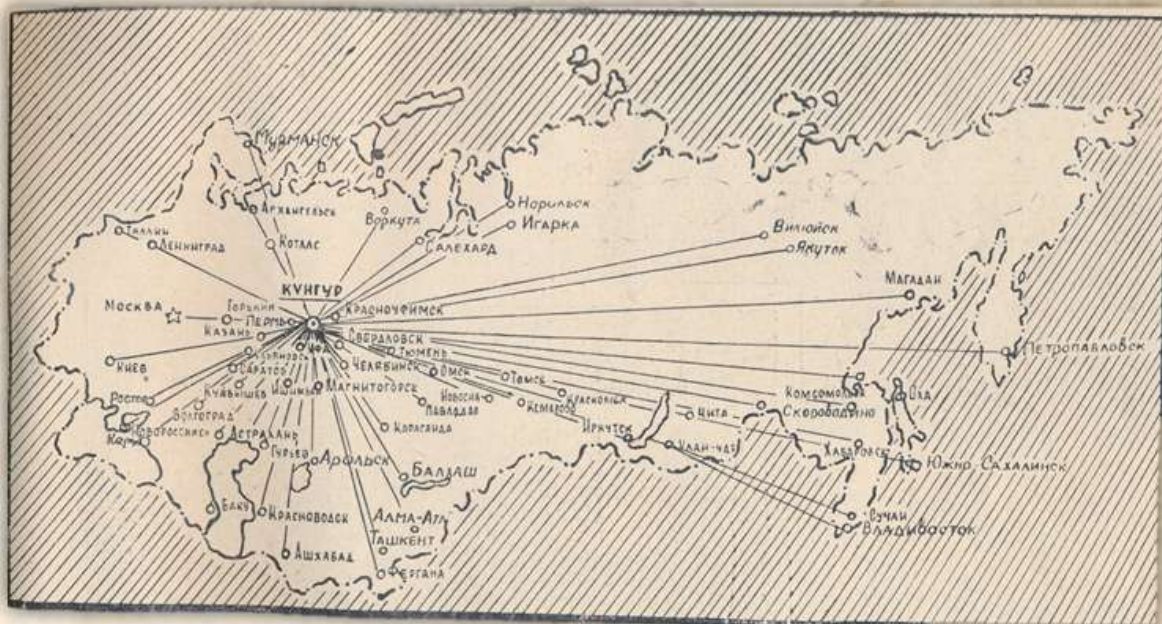 Мурманск
Архангельск
Воркута
Норильск
Игарка
Таллин
Ленинград
Котлас
Салехард
Вилюйск
Якутск
Магадан
Кунгур
Москва
Горький
Пермь
Красноуфимск
Казань
Свердловск
Ульяновск
Уфа
Тюмень
Петропавловск
Киев
Саратов
Челябинск
Омск
Томск
Куйбышев
Ишимбай
Магнитогорск
Красноярск
Комсомольск
Оха
Ростов
Волгоград
Павлодар
Кемерово
Чита
Сковородино
Новороссийск
Астрахань
Караганда
Иркутск
Улан-Удэ
Хабаровск
Керчь
Гурьев
Аральск
Балхаш
Южно Сахалинск
Баку
Красноводск
Алма-Ата
Сучан
Владивосток
Ашхабад
Ташкент
Фергана